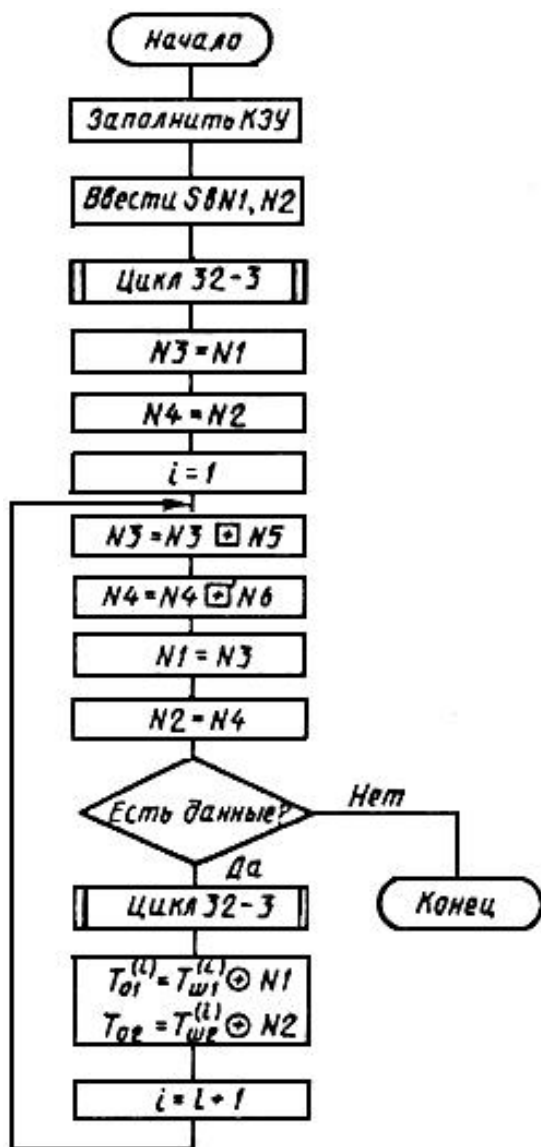 Начало
Заполнить КЗУ
Ввести S в N1, N2
Цикл 32-3
N3 = N1
N4 = N2
i = 1
N3 = N3 ⊞ N5
N4 = N4 ⊞' N6
N1 = N3
N2 = N4
Есть данные?
Нет
Да
Конец
Цикл 32-3
T₀₁⁽ⁱ⁾ = Tш₁⁽ⁱ⁾ ⊕ N1
T₀₂ = Tш₂⁽ⁱ⁾ ⊕ N2
i = i + 1